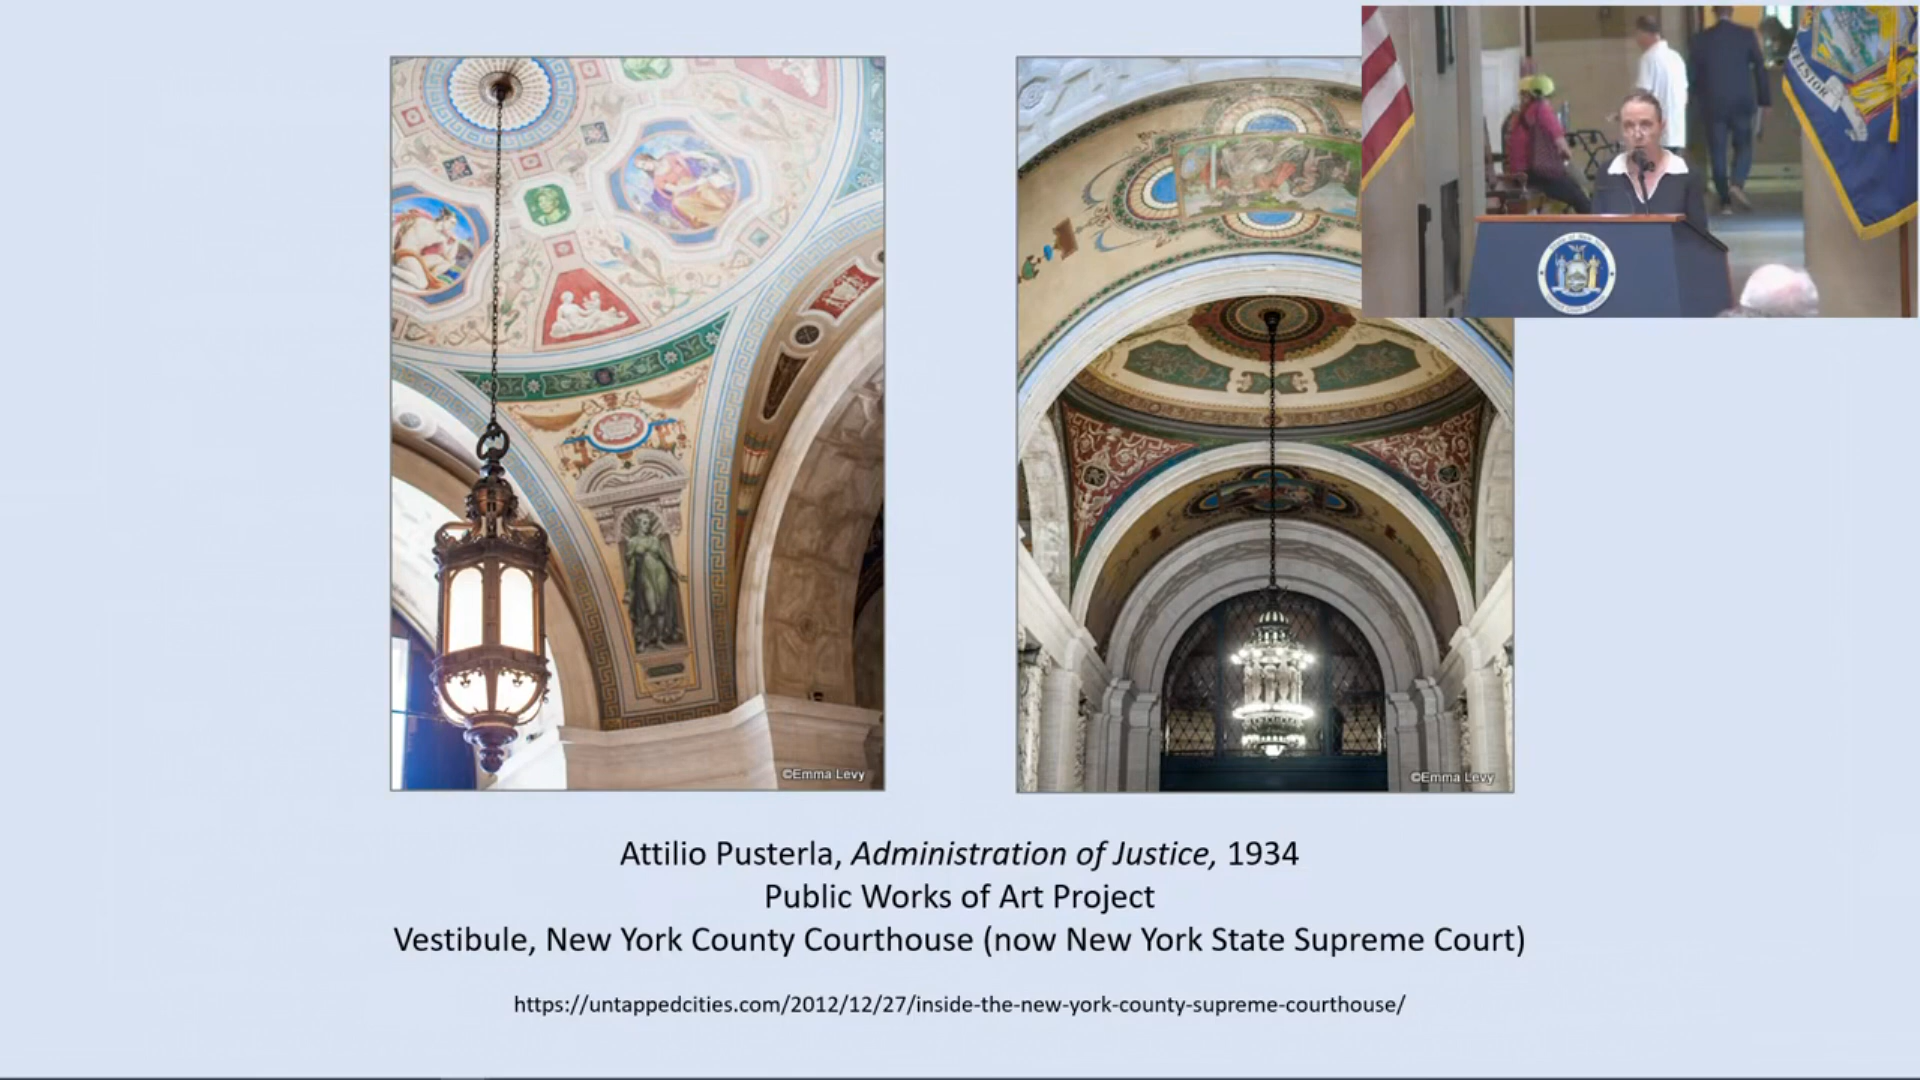 ELSIOR
©Emma Levy
©Emma Levy
Attilio Pusterla, Administration of Justice, 1934
Public Works of Art Project
Vestibule, New York County Courthouse (now New York State Supreme Court)
https://untappedcities.com/2012/12/27/inside-the-new-york-county-supreme-courthouse/